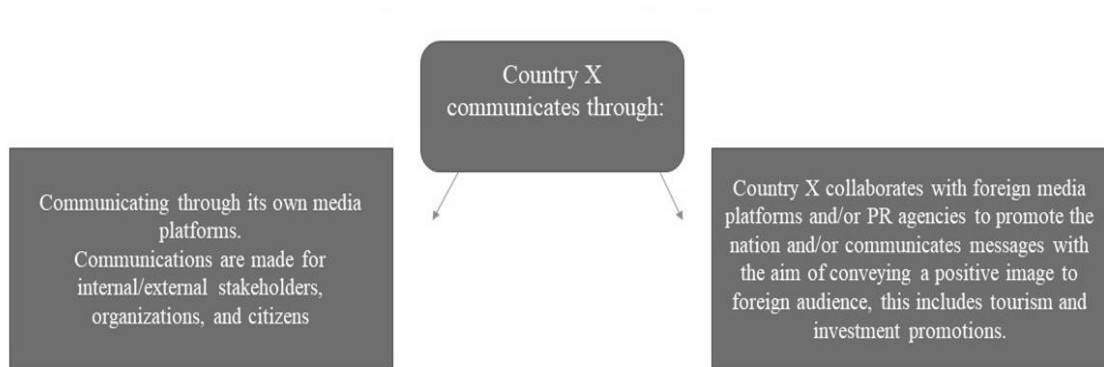 Country X
communicates through:
Communicating through its own media
platforms.
Communications are made for
internal/external stakeholders,
organizations, and citizens
Country X collaborates with foreign media
platforms and/or PR agencies to promote the
nation and/or communicates messages with
the aim of conveying a positive image to
foreign audience, this includes tourism and
investment promotions.